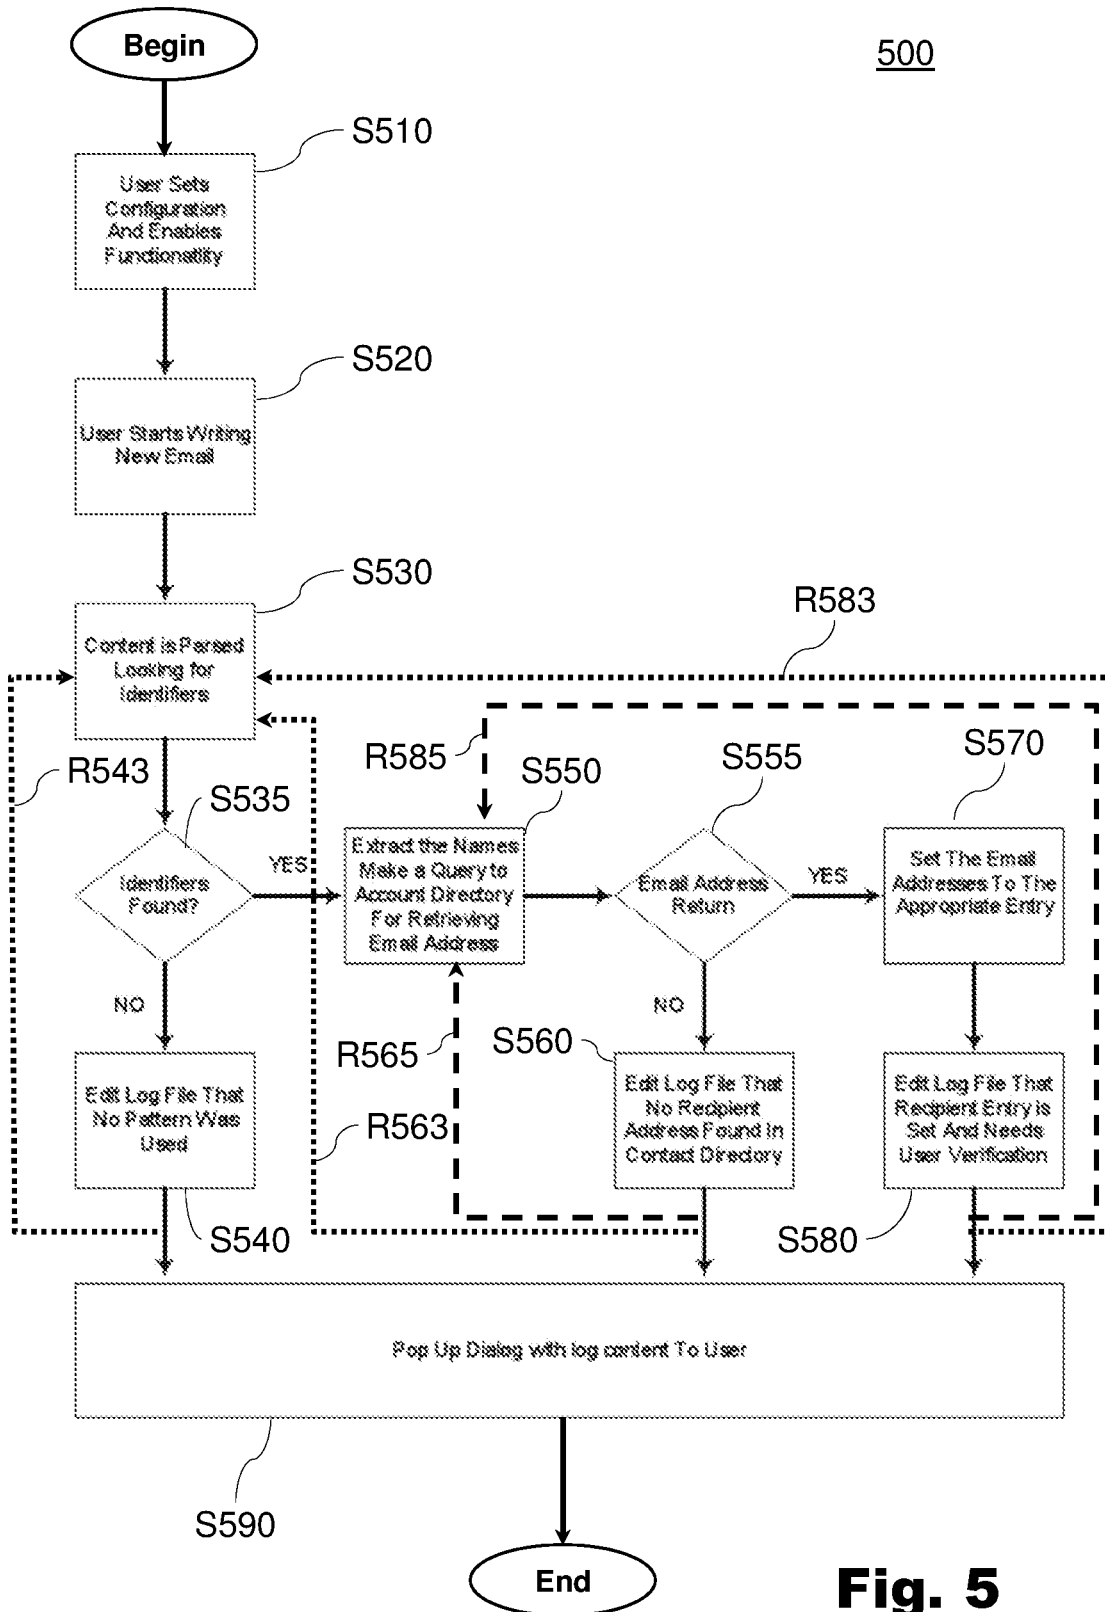 Begin
500
S510
User Sets
Configuration
And Enables
Functionality
S520
User Starts Writing
New Email
S530
R583
Content is Parsed
Looking for
Identifiers
R543
R585
S550
S555
S570
S535
Identifiers
Found?
YES
Extract the Names
Make a Query to
Account Directory
For Retrieving
Email Address
Email Address
Return
YES
Set The Email
Addresses To The
Appropriate Entry
NO
NO
R565
S560
Edit Log File That
No Pattern Was
Used
R563
Edit Log File That
No Recipient
Address Found In
Contact Directory
Edit Log File That
Recipient Entry is
Set And Needs
User Verification
S540
S580
Pop Up Dialog with log content To User
S590
End
Fig. 5